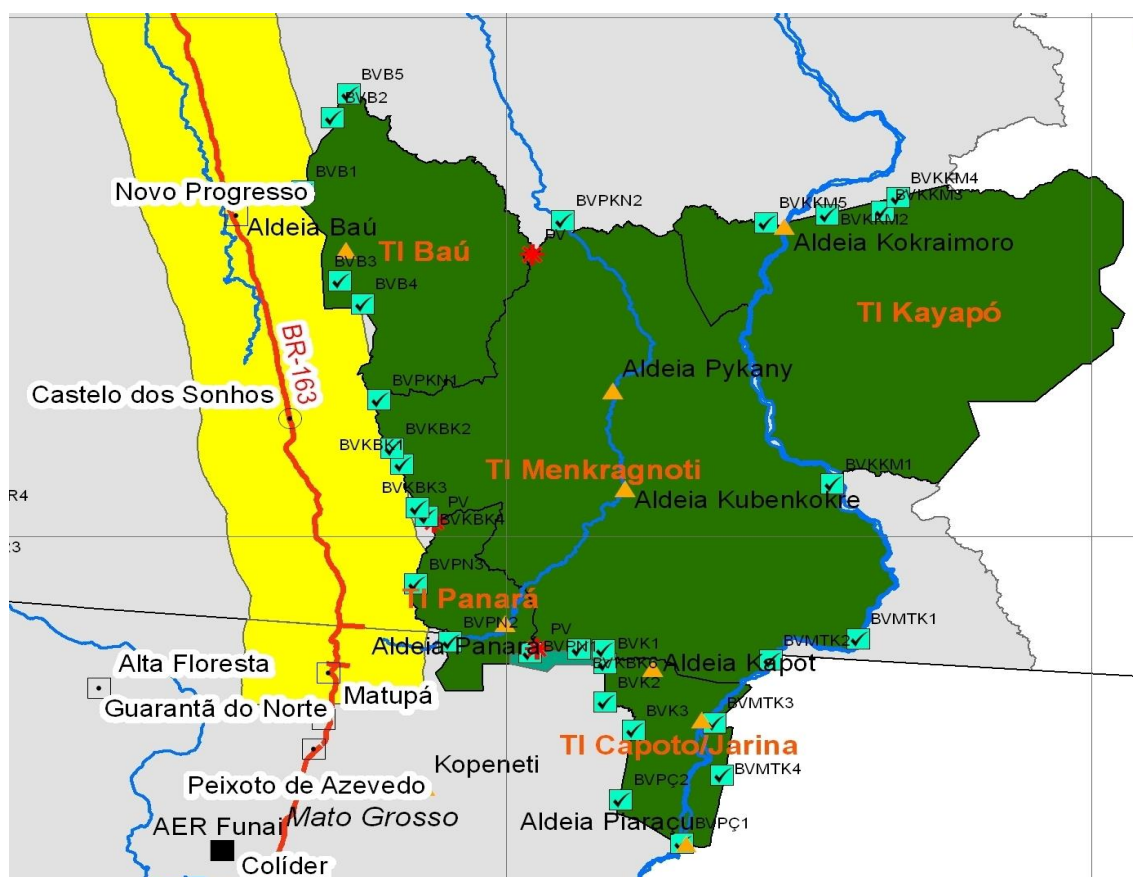 BVB5
BVB2
BVB1
Novo Progresso
Aldeia Baú
TI Baú
BVB3
BVB4
BVPKN2
PV
BVKKM4
BVKKM3
BVKKM5
BVKKM2
Aldeia Kokraimoro
TI Kayapó
BR-163
Castelo dos Sonhos
BVPKN1
Aldeia Pykany
BVKBK2
BVKBK1
TI Menkragnoti
BVKKM1
Aldeia Kubenkokre
BVKBK3
PV
BVKBK4
R4
BVPN3
TI Panará
BVPN2
PV
BVMTK1
BVMTK2
Aldeia Panará
BVPN1
BVK1
Aldeia Kapot
Alta Floresta
BVK2
Matupá
Guarantã do Norte
BVMTK3
BVK3
TI Capoto/Jarina
Kopeneti
BVMTK4
BVPÇ2
Peixoto de Azevedo
Mato Grosso
AER Funai
Aldeia Piaraçu
BVPÇ1
Colíder